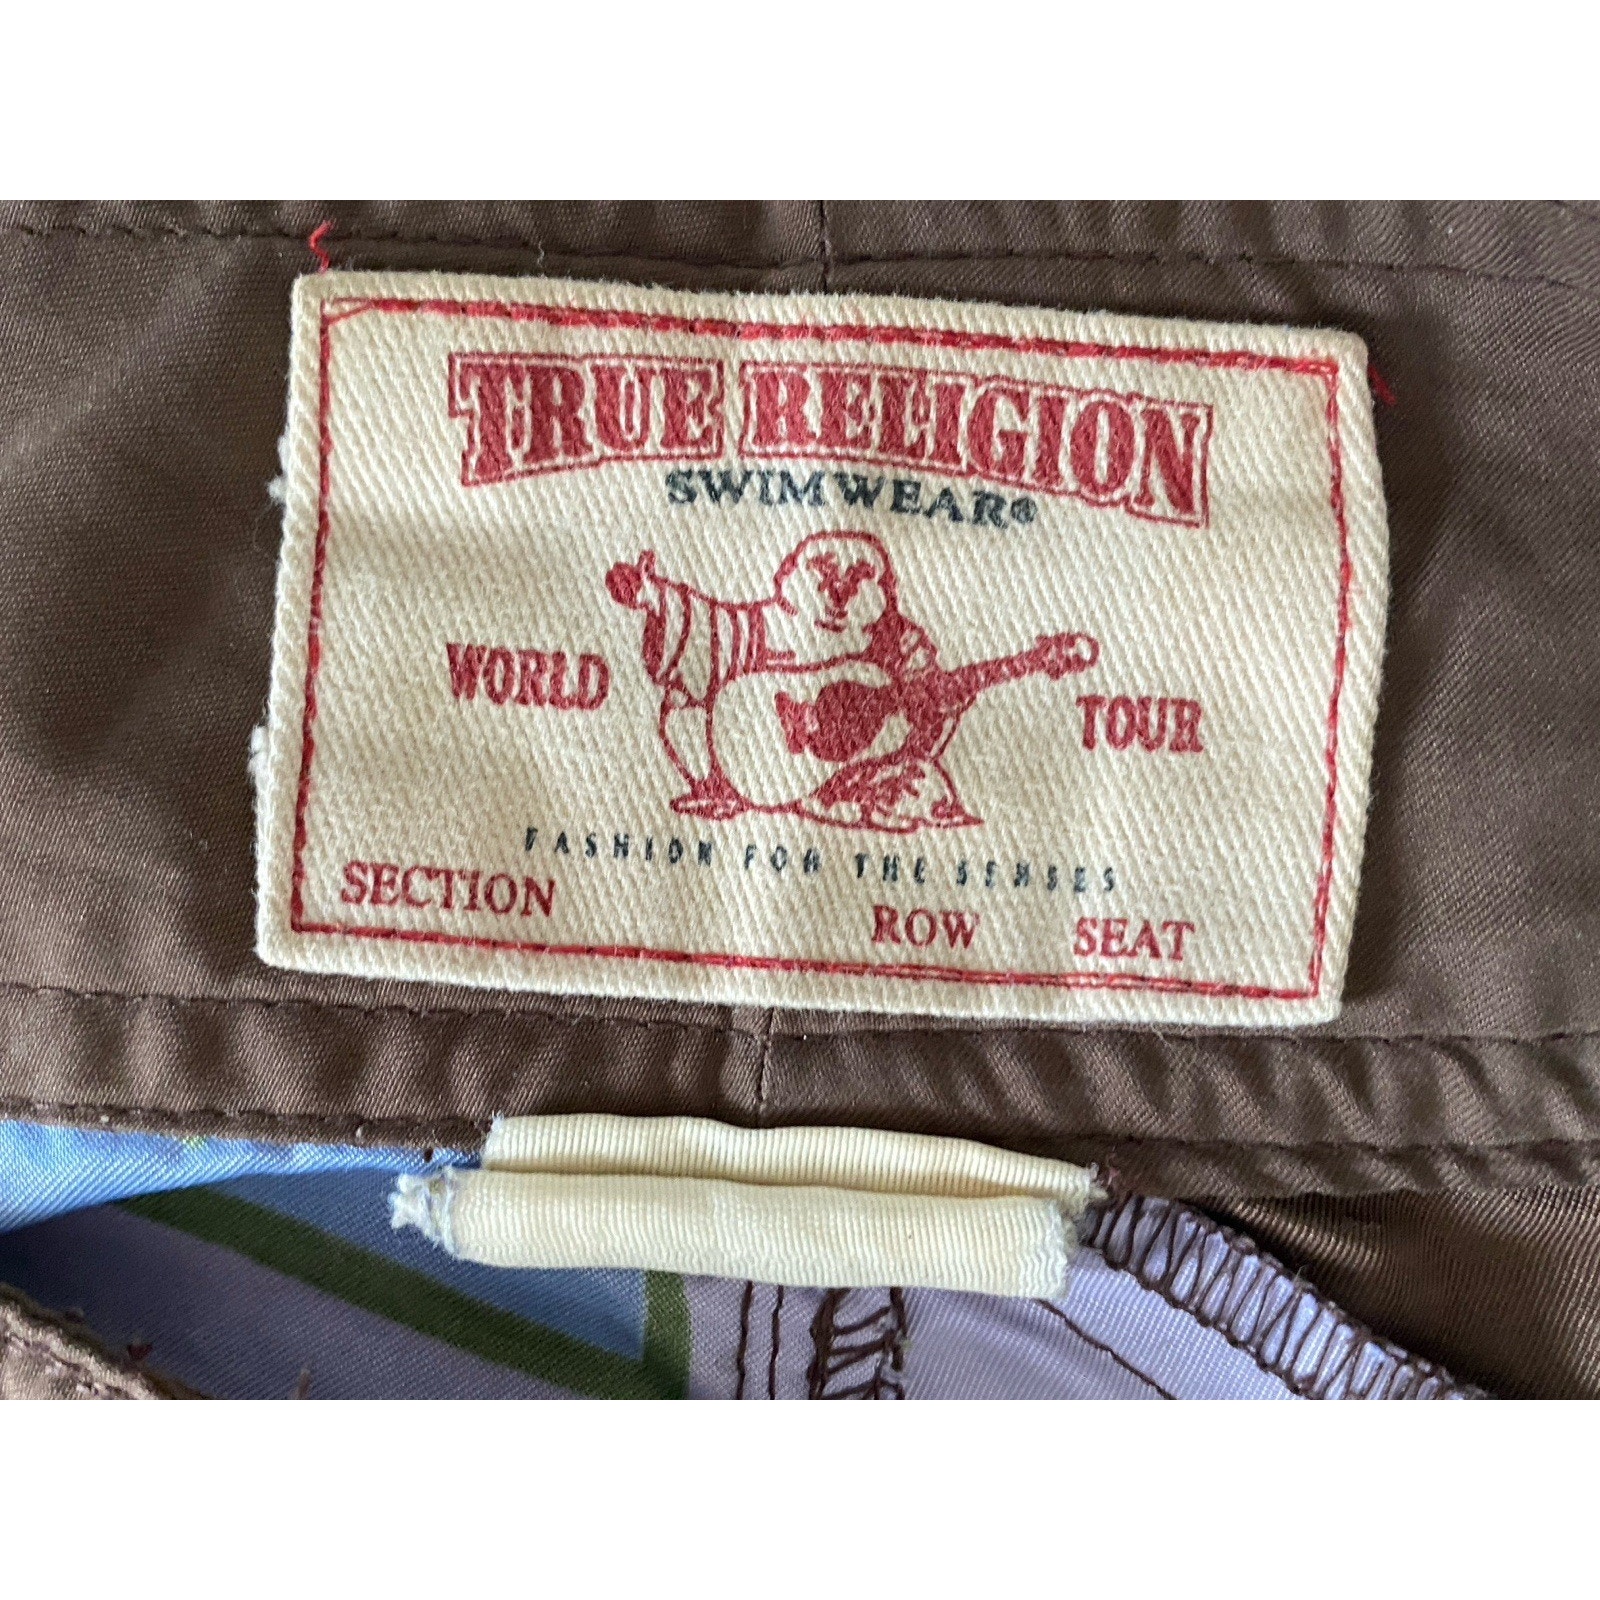 TRUE RELIGION
SWIMWEAR®
WORLD TOUR
FASHION FOR THE SENSES
SECTION ROW SEAT